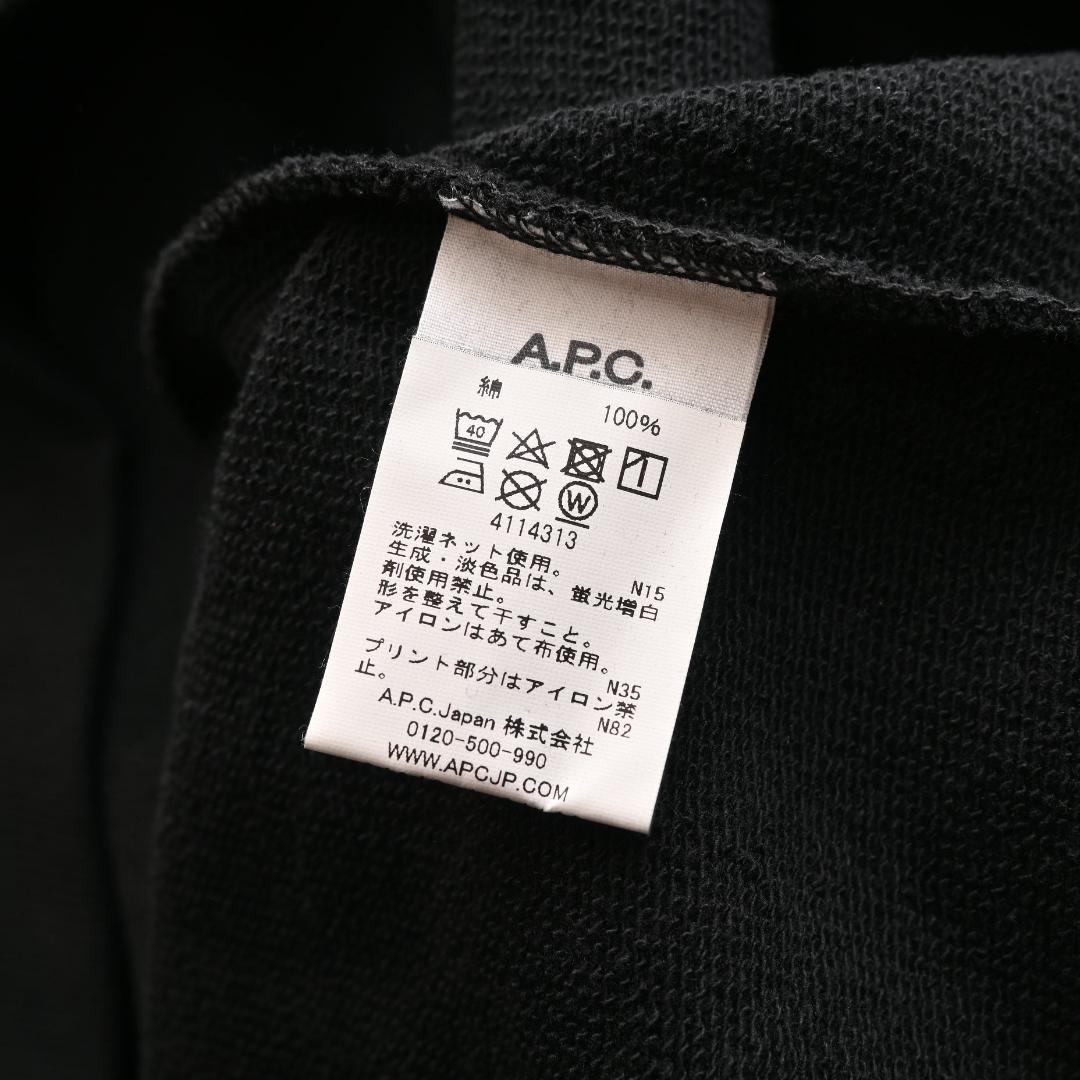 A.P.C.
綿 100%
40
W
4114313
洗濯ネット使用。 N15
生成・淡色品は、蛍光増白
剤使用禁止。
形を整えて干すこと。
アイロンはあて布使用。 N35
プリント部分はアイロン禁
止。 N82
A.P.C.Japan 株式会社
0120-500-990
WWW.APCJP.COM